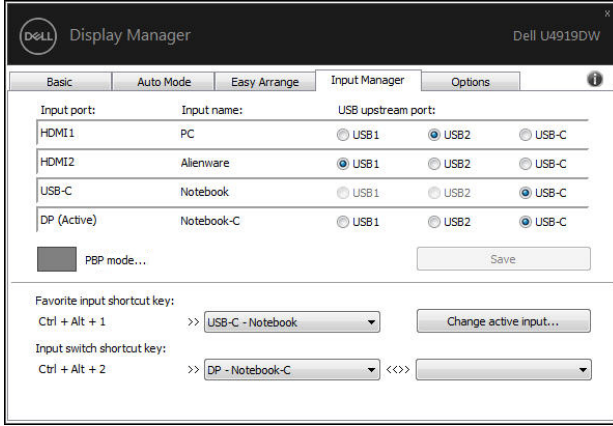 DELL Display Manager Dell U4919DW x
Basic Auto Mode Easy Arrange Input Manager Options i
Input port: Input name: USB upstream port:
HDMI1 PC USB1 USB2 USB-C
HDMI2 Alienware USB1 USB2 USB-C
USB-C Notebook USB1 USB2 USB-C
DP (Active) Notebook-C USB1 USB2 USB-C
PBP mode... Save
Favorite input shortcut key:
Ctrl + Alt + 1 >> USB-C - Notebook Change active input...
Input switch shortcut key:
Ctrl + Alt + 2 >> DP - Notebook-C <<>>